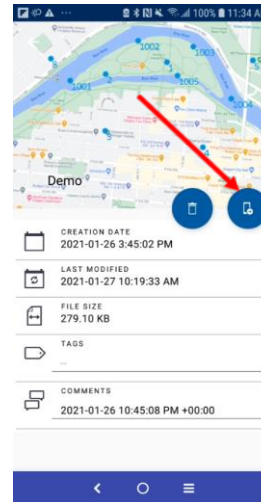 100% 11:34 A
1002
1003
1001
1005
1004
4
5
Demo
CREATION DATE
2021-01-26 3:45:02 PM
LAST MODIFIED
2021-01-27 10:19:33 AM
FILE SIZE
279.10 KB
TAGS
...
COMMENTS
2021-01-26 10:45:08 PM +00:00